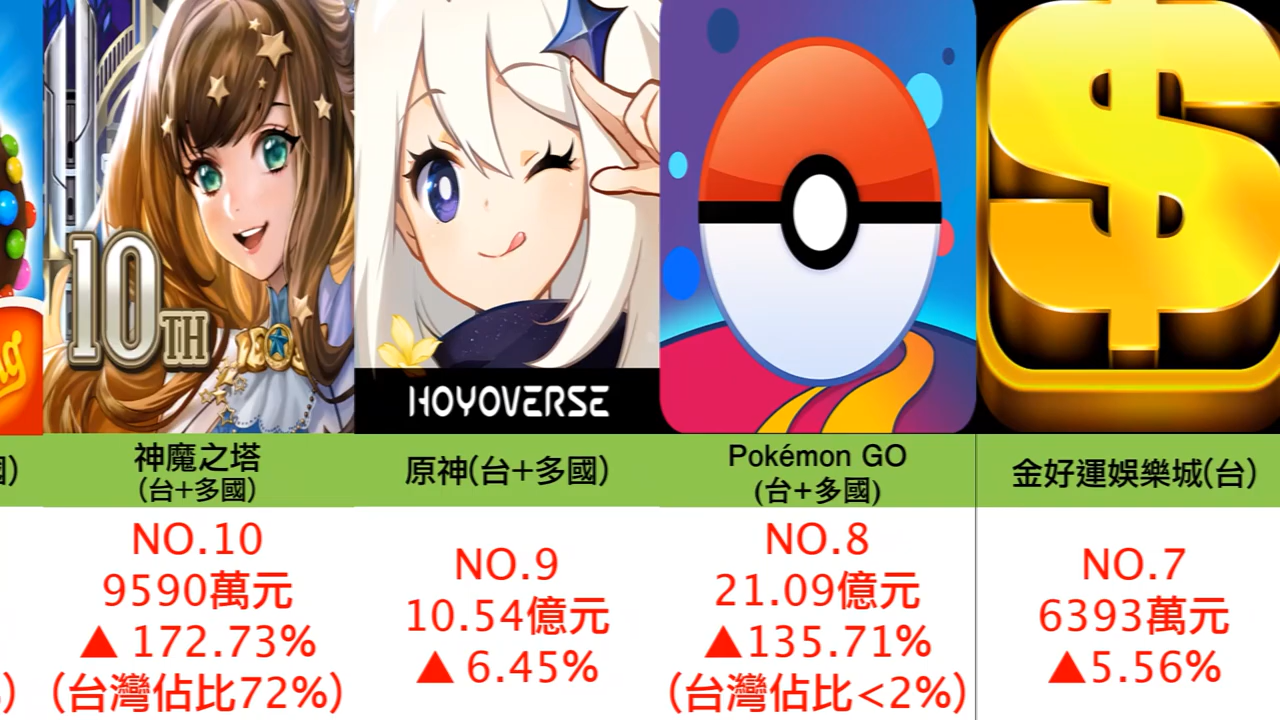 10TH
HOYOVERSE
國)
神魔之塔
(台+多國)
原神(台+多國)
Pokémon GO
(台+多國)
金好運娛樂城(台)
NO.10
9590萬元
▲ 172.73%
(台灣佔比72%)
NO.9
10.54億元
▲ 6.45%
NO.8
21.09億元
▲135.71%
(台灣佔比<2%)
NO.7
6393萬元
▲5.56%